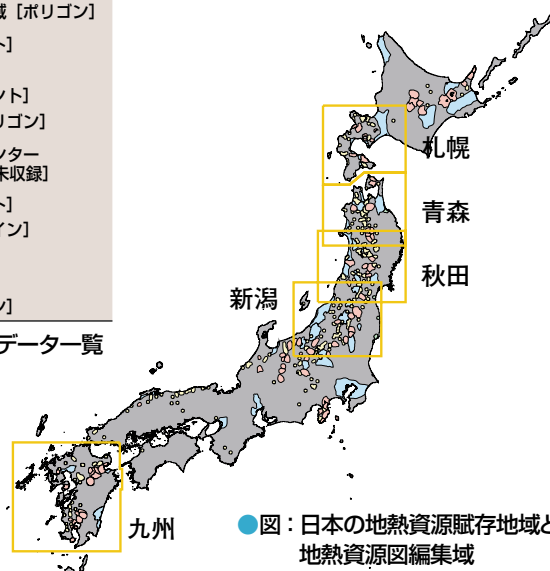 域［ポリゴン］
ト］
ント］
リゴン］
ンター
未収録］
ト］
イン］
ン］
データ一覧
札幌
青森
秋田
新潟
九州
●図：日本の地熱資源賦存地域と
地熱資源図編集域